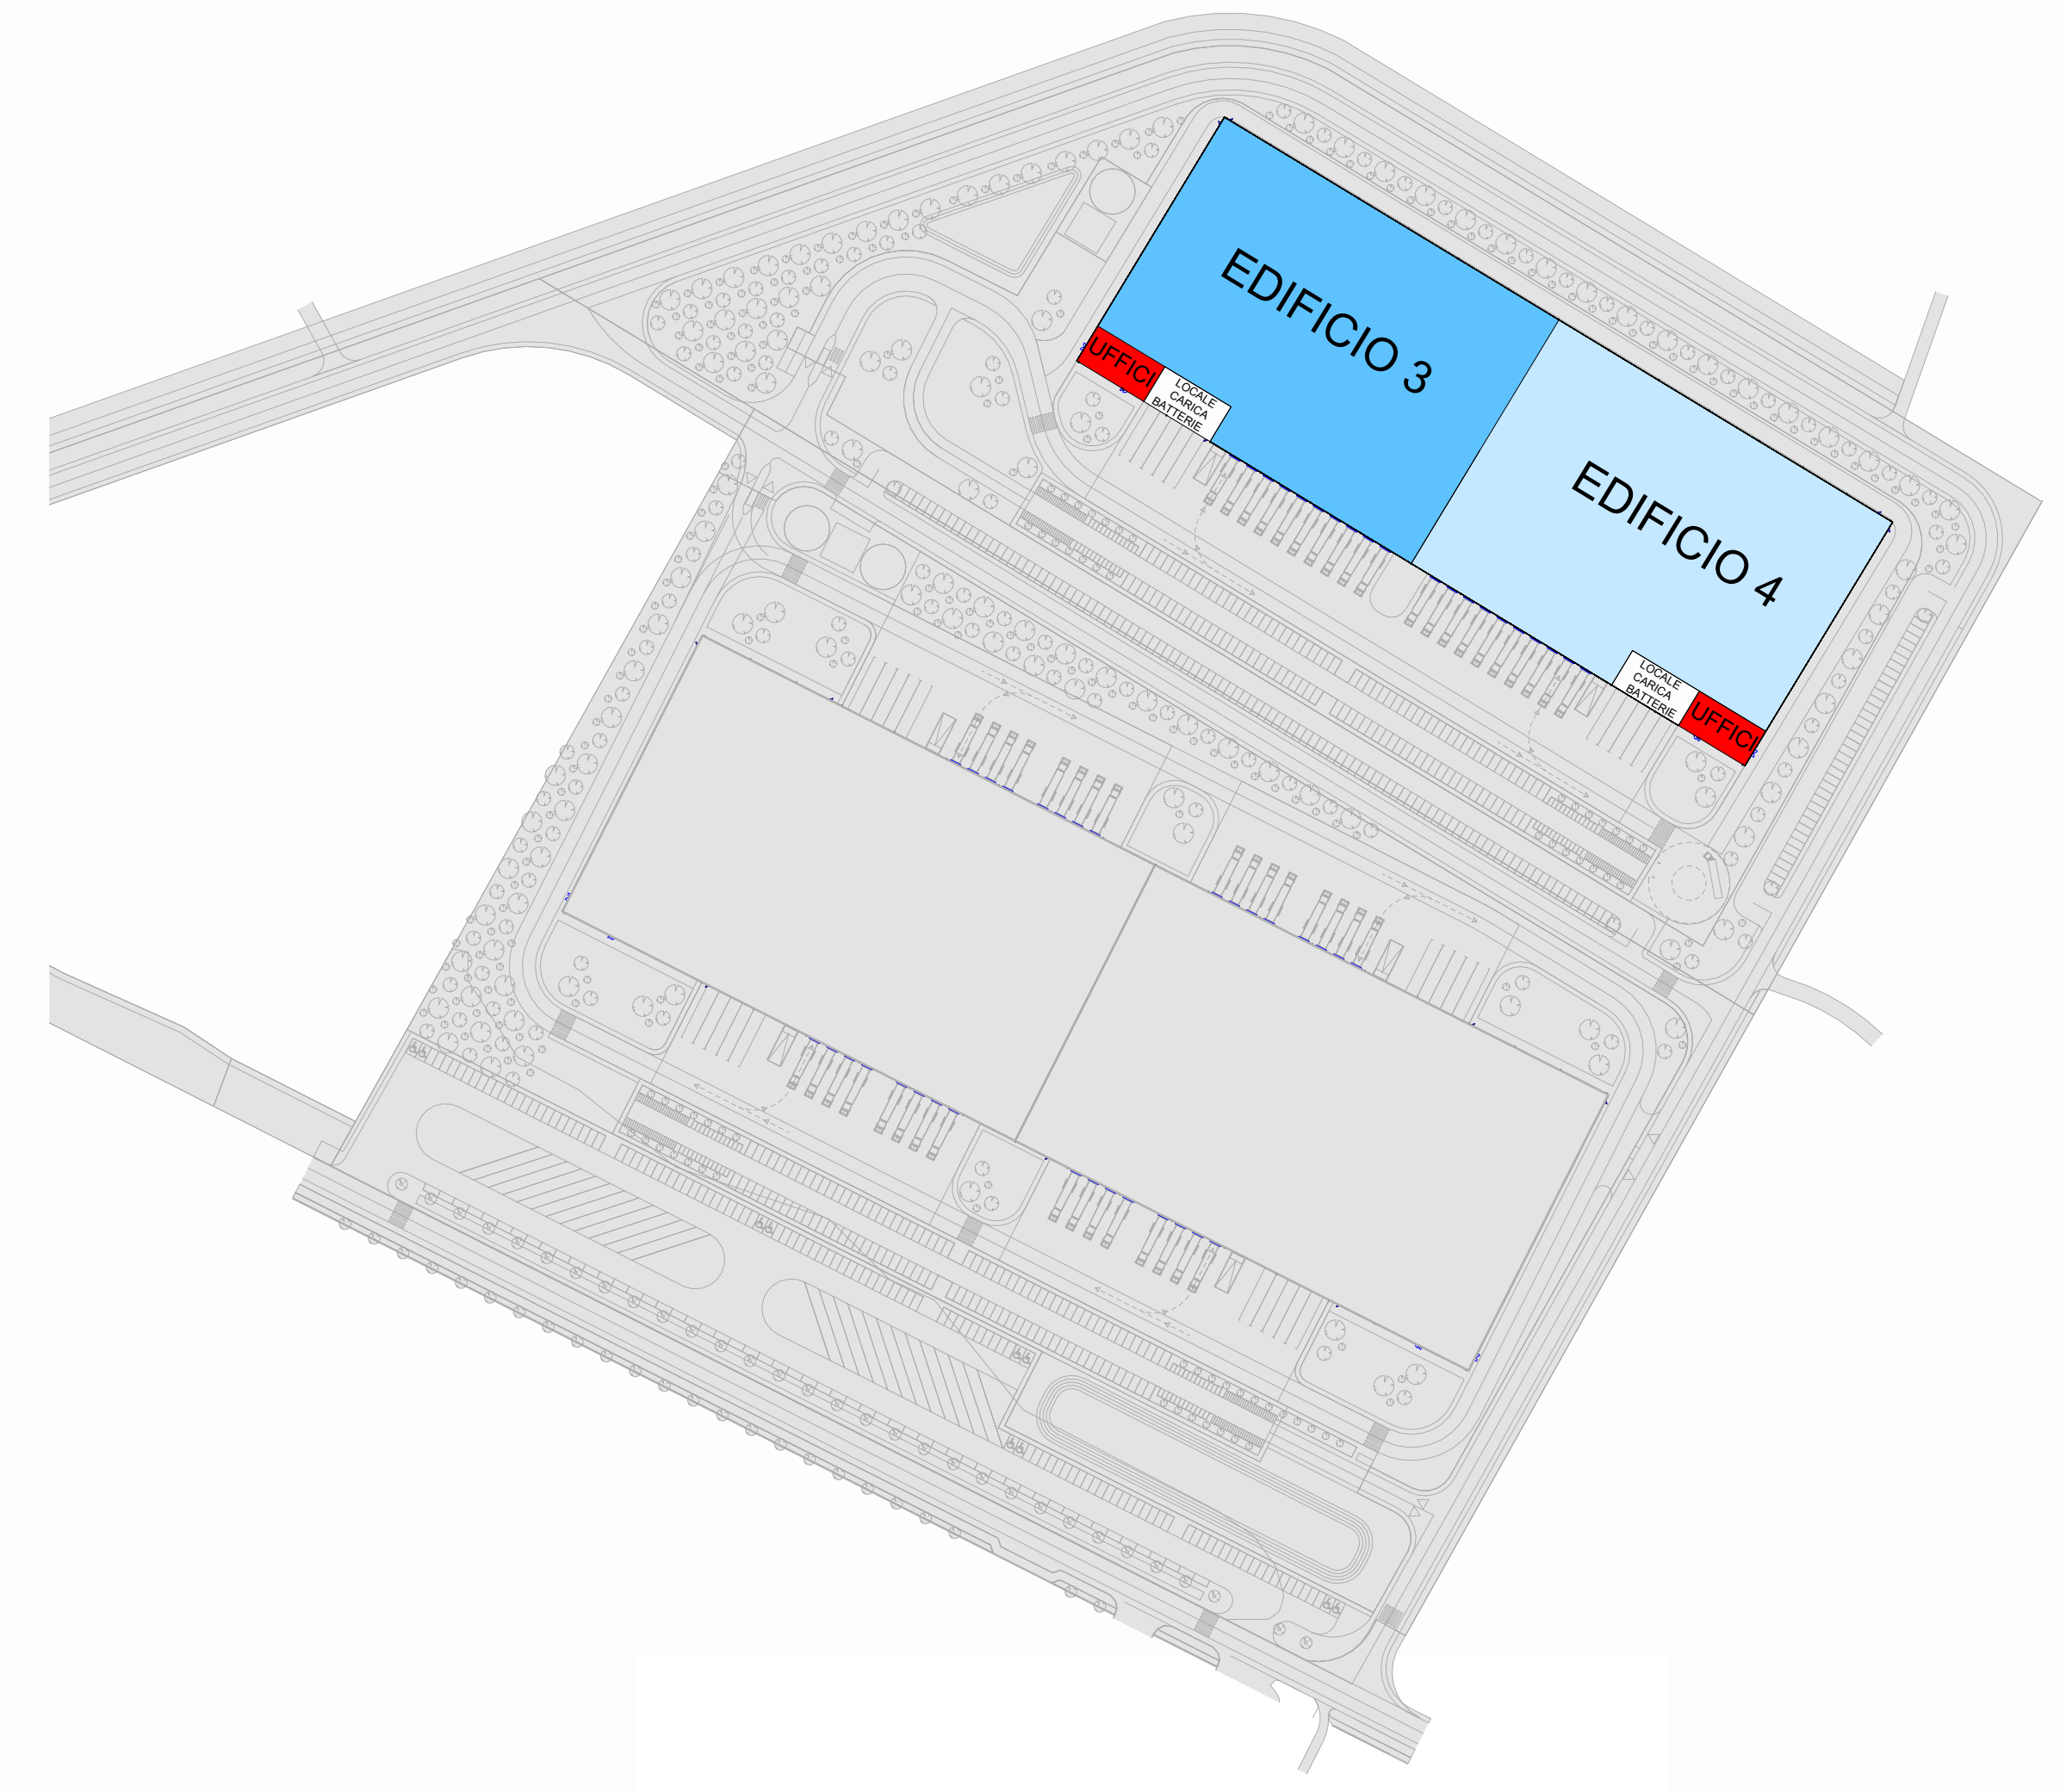 EDIFICIO 3
UFFICI
LOCALE
CARICA
BATTERIE
EDIFICIO 4
LOCALE
CARICA
BATTERIE
UFFICI